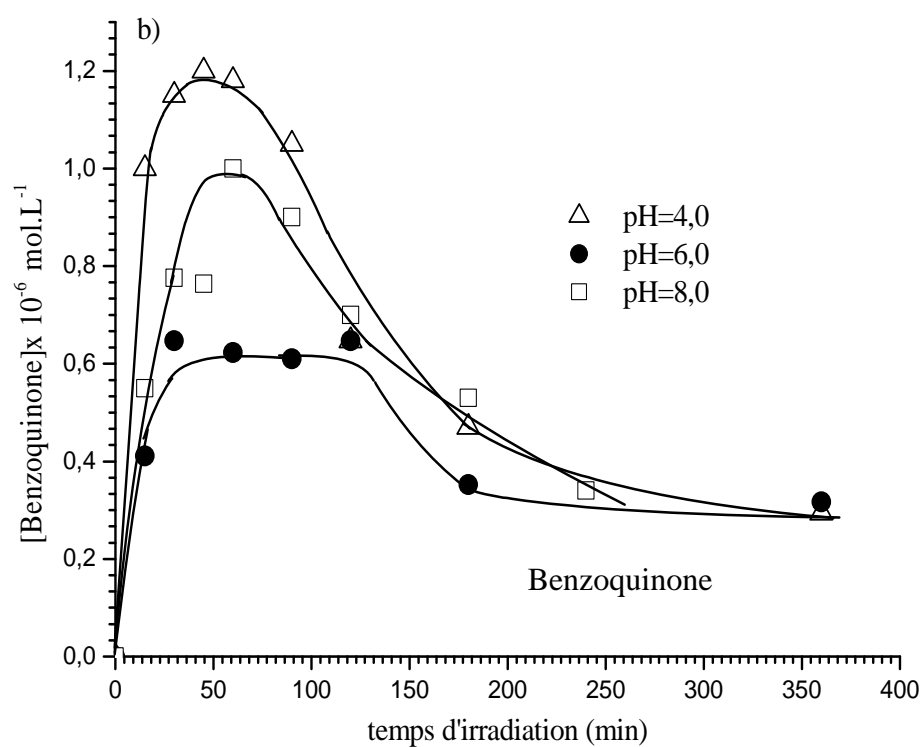 b)
1,2
1,0
0,8
0,6
0,4
0,2
0,0
[Benzoquinone]x 10⁻⁶ mol.L⁻¹
pH=4,0
pH=6,0
pH=8,0
Benzoquinone
0 50 100 150 200 250 300 350 400
temps d'irradiation (min)